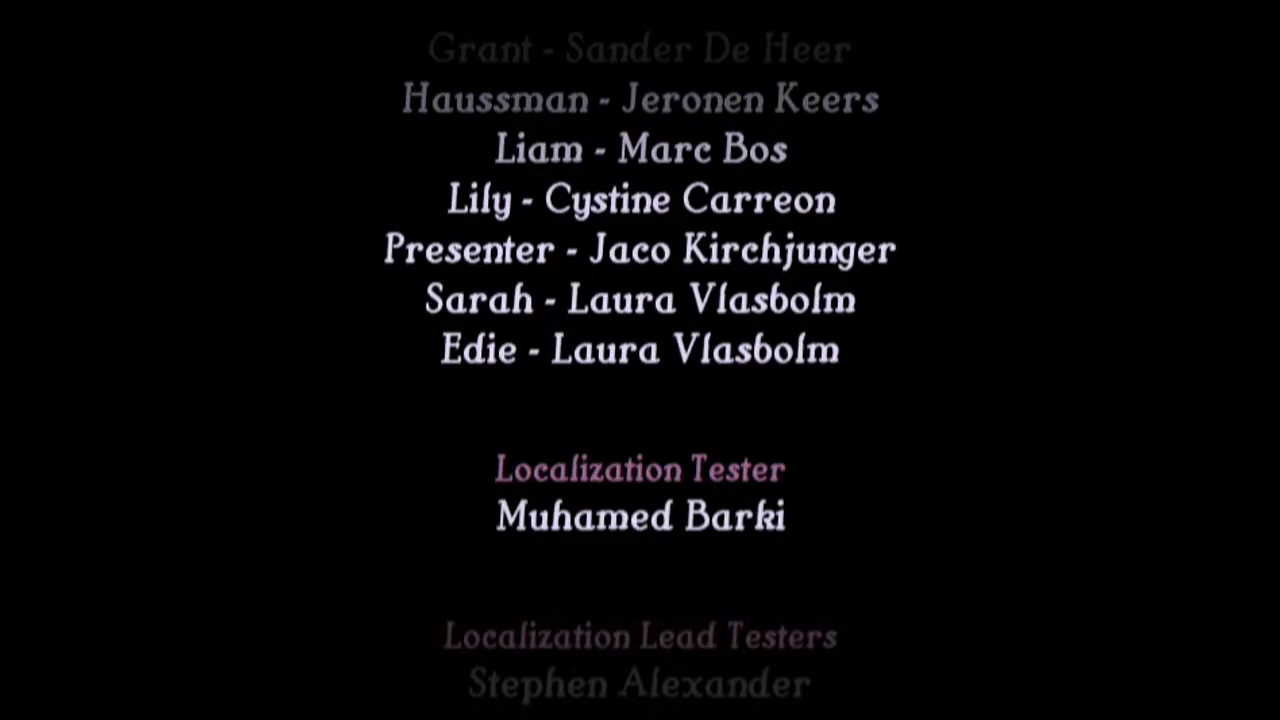 Grant - Sander De Heer
Haussman - Jeronen Keers
Liam - Marc Bos
Lily - Cystine Carreon
Presenter - Jaco Kirchjunger
Sarah - Laura Vlasbolm
Edie - Laura Vlasbolm
Localization Tester
Muhamed Barki
Localization Lead Testers
Stephen Alexander